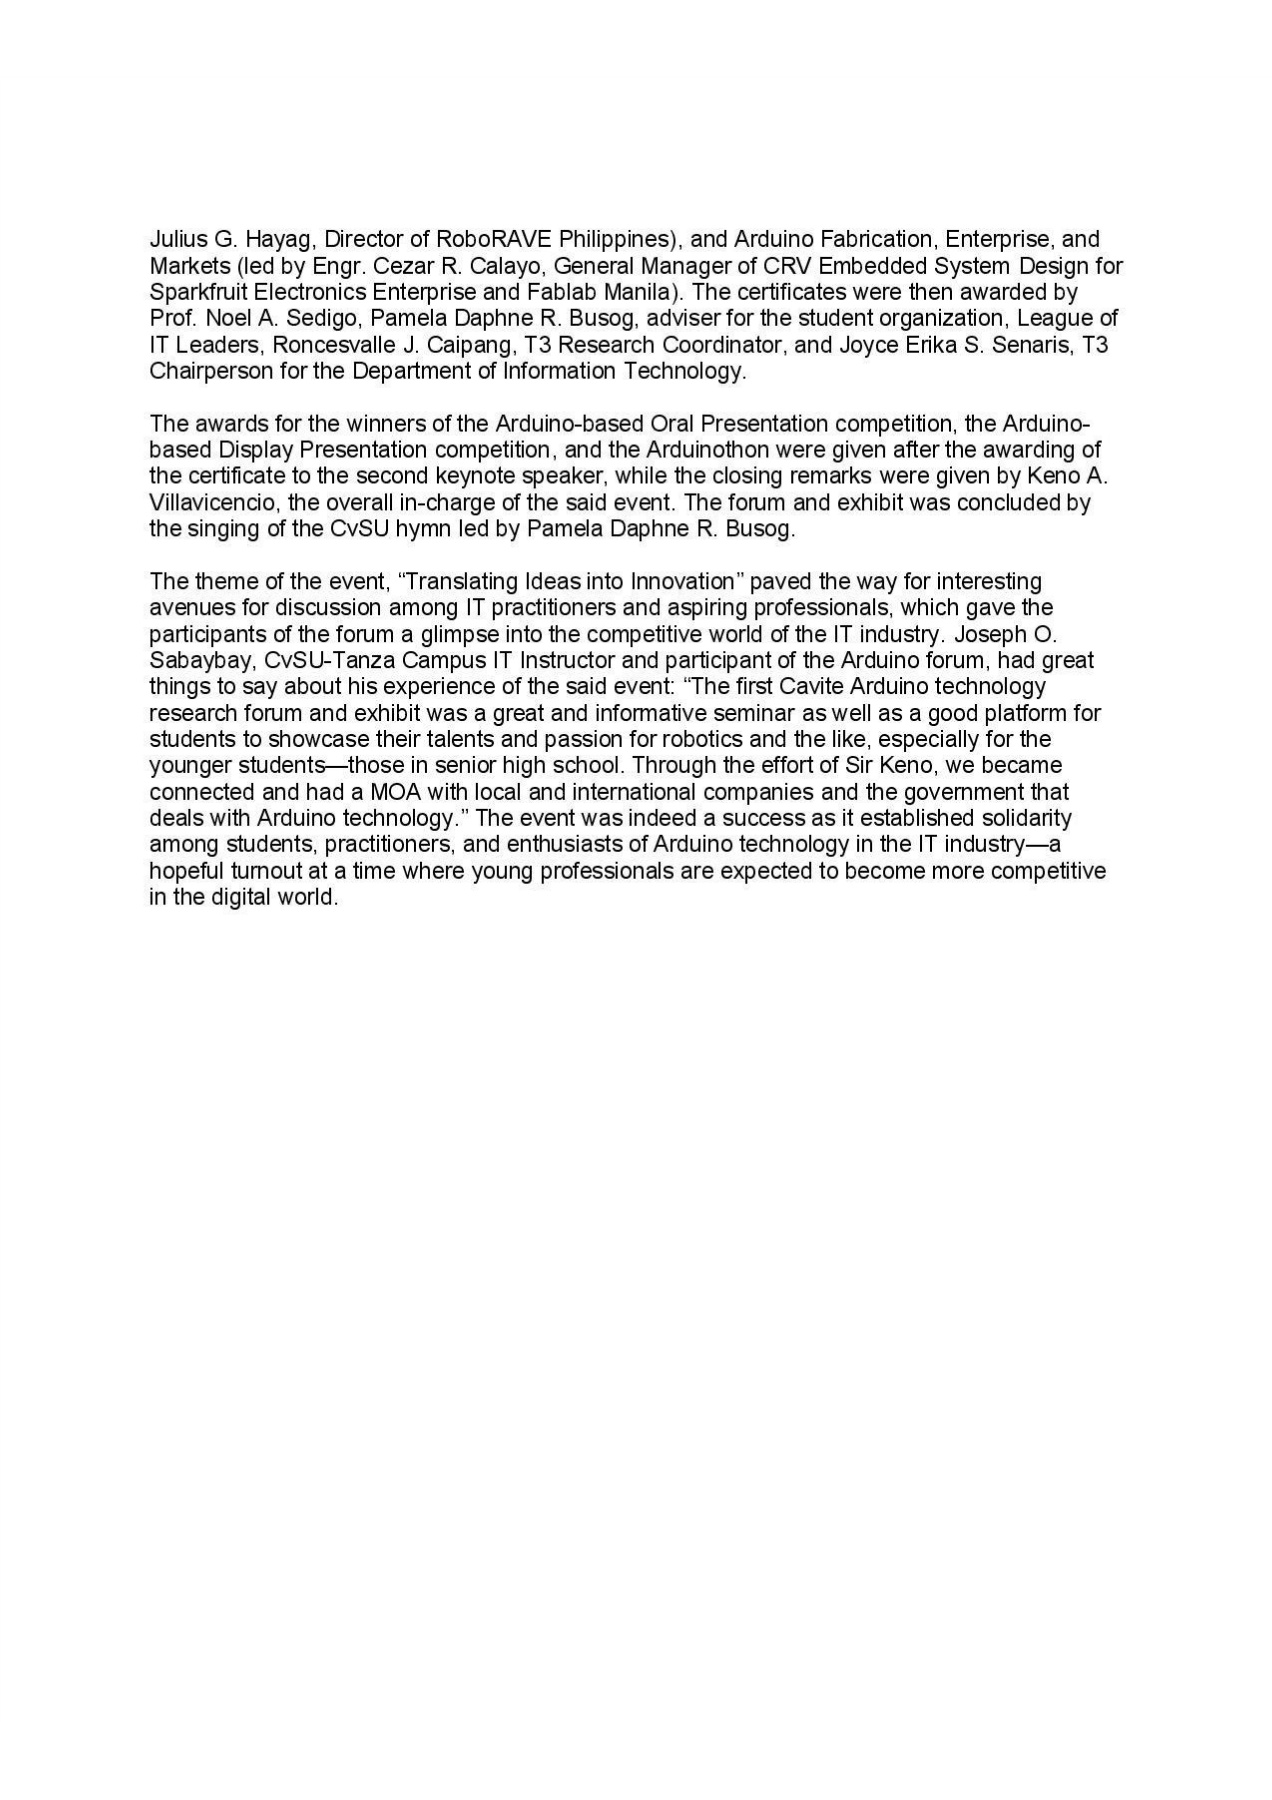 Julius G. Hayag, Director of RoboRAVE Philippines), and Arduino Fabrication, Enterprise, and
Markets (led by Engr. Cezar R. Calayo, General Manager of CRV Embedded System Design for
Sparkfruit Electronics Enterprise and Fablab Manila). The certificates were then awarded by
Prof. Noel A. Sedigo, Pamela Daphne R. Busog, adviser for the student organization, League of
IT Leaders, Roncesvalle J. Caipang, T3 Research Coordinator, and Joyce Erika S. Senaris, T3
Chairperson for the Department of Information Technology.
The awards for the winners of the Arduino-based Oral Presentation competition, the Arduino-
based Display Presentation competition, and the Arduinothon were given after the awarding of
the certificate to the second keynote speaker, while the closing remarks were given by Keno A.
Villavicencio, the overall in-charge of the said event. The forum and exhibit was concluded by
the singing of the CvSU hymn led by Pamela Daphne R. Busog.
The theme of the event, “Translating Ideas into Innovation” paved the way for interesting
avenues for discussion among IT practitioners and aspiring professionals, which gave the
participants of the forum a glimpse into the competitive world of the IT industry. Joseph O.
Sabaybay, CvSU-Tanza Campus IT Instructor and participant of the Arduino forum, had great
things to say about his experience of the said event: “The first Cavite Arduino technology
research forum and exhibit was a great and informative seminar as well as a good platform for
students to showcase their talents and passion for robotics and the like, especially for the
younger students—those in senior high school. Through the effort of Sir Keno, we became
connected and had a MOA with local and international companies and the government that
deals with Arduino technology.” The event was indeed a success as it established solidarity
among students, practitioners, and enthusiasts of Arduino technology in the IT industry—a
hopeful turnout at a time where young professionals are expected to become more competitive
in the digital world.